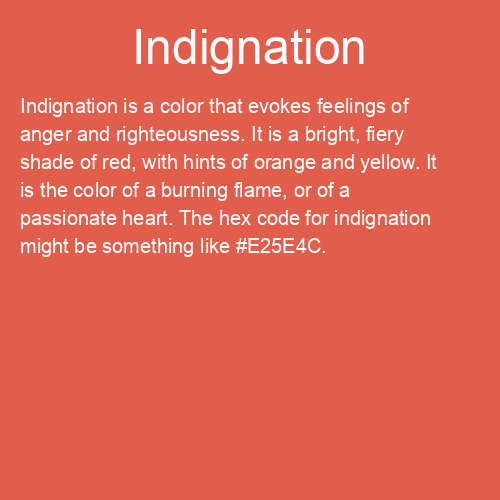 Indignation
Indignation is a color that evokes feelings of
anger and righteousness. It is a bright, fiery
shade of red, with hints of orange and yellow. It
is the color of a burning flame, or of a
passionate heart. The hex code for indignation
might be something like #E25E4C.